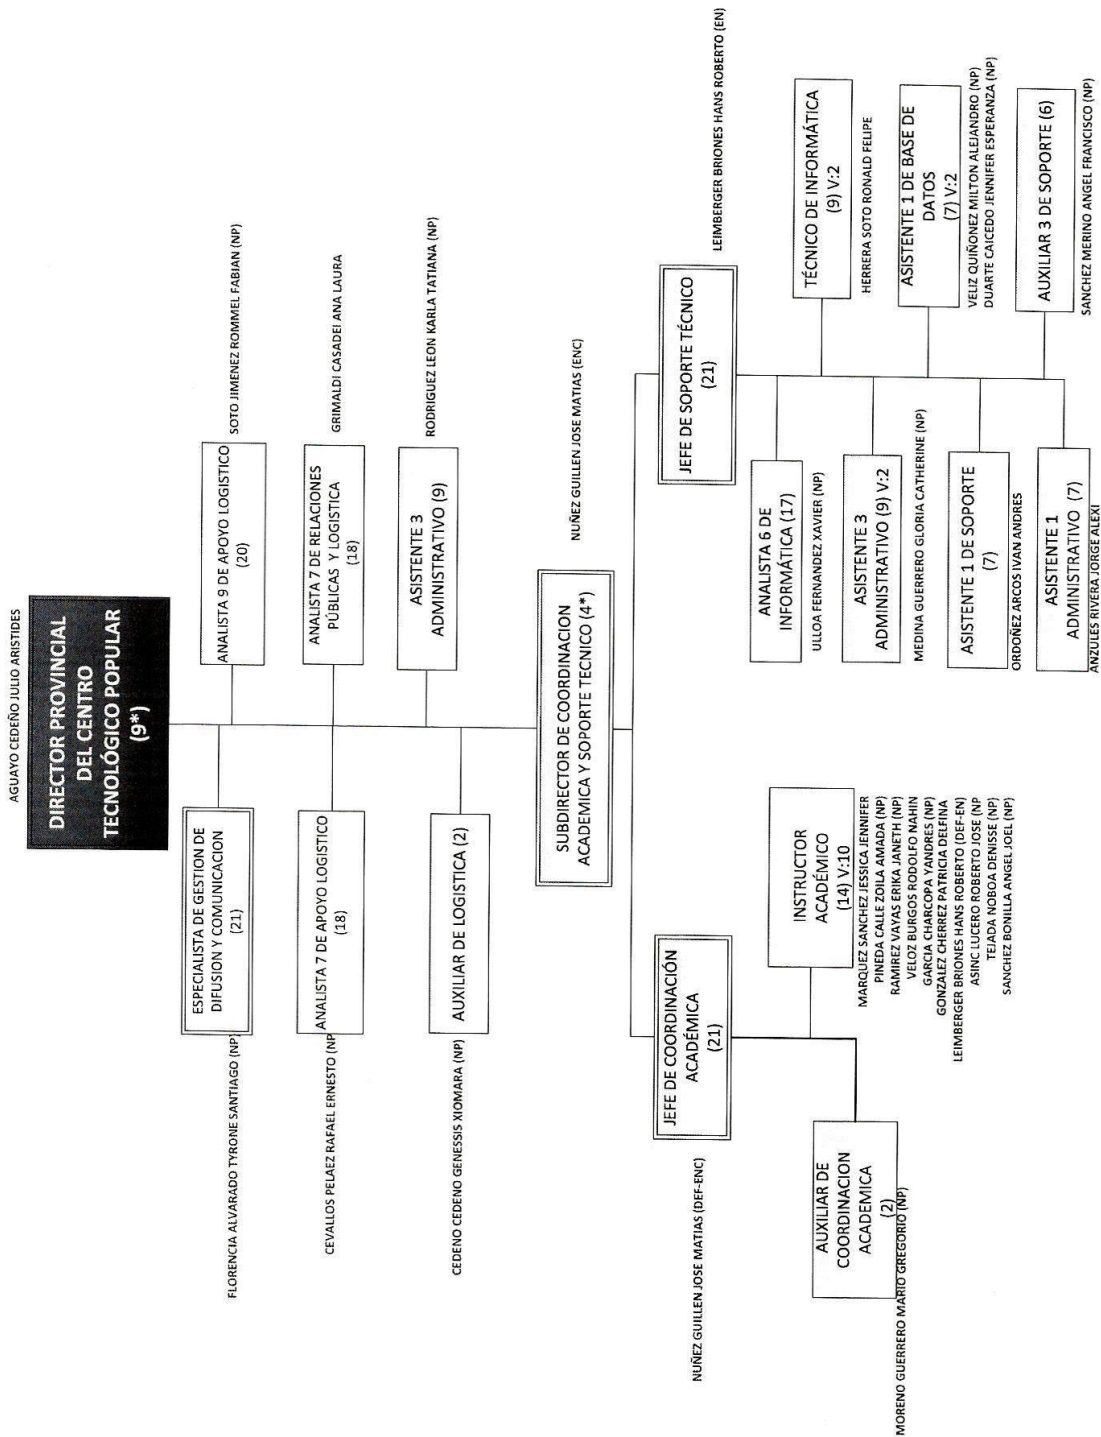 AGUAYO CEDEÑO JULIO ARISTIDES
DIRECTOR PROVINCIAL
DEL CENTRO
TECNOLÓGICO POPULAR
(9*)
ESPECIALISTA DE GESTION DE
DIFUSION Y COMUNICACION
(21)
FLORENCIA ALVARADO TYRONE SANTIAGO (NP)
ANALISTA 9 DE APOYO LOGISTICO
(20)
SOTO JIMENEZ ROMMEL FABIAN (NP)
ANALISTA 7 DE APOYO LOGISTICO
(18)
CEVALLOS PELAEZ RAFAEL ERNESTO (NP
ANALISTA 7 DE RELACIONES
PÚBLICAS Y LOGISTICA
(18)
GRIMALDI CASADEI ANA LAURA
AUXILIAR DE LOGISTICA (2)
CEDENO CEDENO GENESSIS XIOMARA (NP)
ASISTENTE 3
ADMINISTRATIVO (9)
RODRIGUEZ LEON KARLA TATIANA (NP)
SUBDIRECTOR DE COORDINACION
ACADEMICA Y SOPORTE TECNICO (4*)
NUÑEZ GUILLEN JOSE MATIAS (ENC)
JEFE DE COORDINACIÓN
ACADÉMICA
(21)
NUÑEZ GUILLEN JOSE MATIAS (DEF-ENC)
AUXILIAR DE
COORDINACION
ACADEMICA
(2)
MORENO GUERRERO MARIO GREGORIO (NP)
INSTRUCTOR
ACADÉMICO
(14) V:10
MARQUEZ SANCHEZ JESSICA JENNIFER
PINEDA CALLE ZOILA AMADA (NP)
RAMIREZ VAYAS ERIKA JANETH (NP)
VELOZ BURGOS RODOLFO NAHIN
GARCIA CHARCOPA YANDRES (NP)
GONZALEZ CHERREZ PATRICIA DELFINA
LEIMBERGER BRIONES HANS ROBERTO (DEF-EN)
ASINC LUCERO ROBERTO JOSE (NP
TEJADA NOBOA DENISSE (NP)
SANCHEZ BONILLA ANGEL JOEL (NP)
JEFE DE SOPORTE TÉCNICO
(21)
LEIMBERGER BRIONES HANS ROBERTO (EN)
ANALISTA 6 DE
INFORMÁTICA (17)
ULLOA FERNANDEZ XAVIER (NP)
TÉCNICO DE INFORMÁTICA
(9) V:2
HERRERA SOTO RONALD FELIPE
ASISTENTE 3
ADMINISTRATIVO (9) V:2
MEDINA GUERRERO GLORIA CATHERINE (NP)
ASISTENTE 1 DE BASE DE
DATOS
(7) V:2
VELIZ QUIÑONEZ MILTON ALEJANDRO (NP)
DUARTE CAICEDO JENNIFER ESPERANZA (NP)
ASISTENTE 1 DE SOPORTE
(7)
ORDOÑEZ ARCOS IVAN ANDRES
AUXILIAR 3 DE SOPORTE (6)
SANCHEZ MERINO ANGEL FRANCISCO (NP)
ASISTENTE 1
ADMINISTRATIVO (7)
ANZULES RIVERA JORGE ALEXI